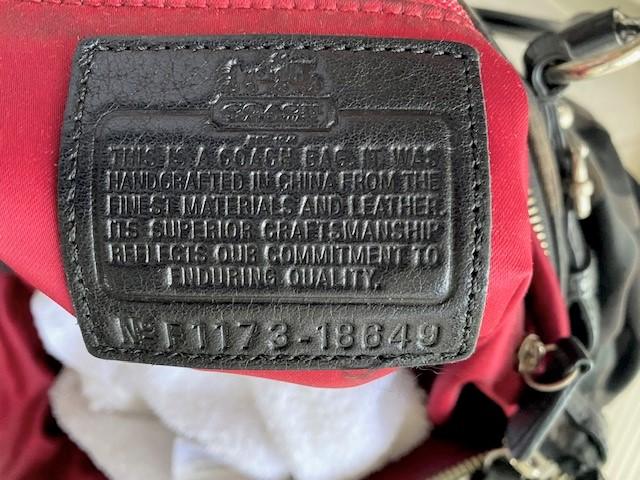 COACH
THIS IS A COACH BAG. IT WAS
HANDCRAFTED IN CHINA FROM THE
FINEST MATERIALS AND LEATHER.
ITS SUPERIOR CRAFTSMANSHIP
REFLECTS OUR COMMITMENT TO
ENDURING QUALITY.
No F1173-18649